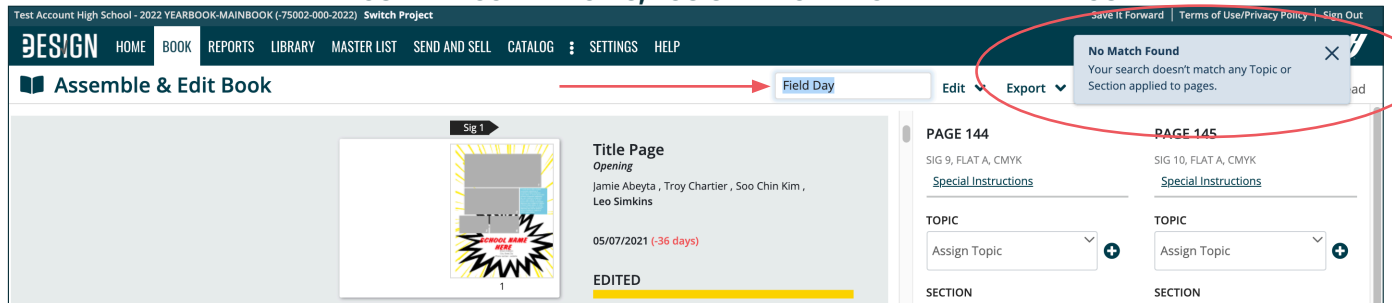 Test Account High School - 2022 YEARBOOK-MAINBOOK (-75002-000-2022) Switch Project
Save It Forward | Terms of Use/Privacy Policy | Sign Out
DESIGN HOME BOOK REPORTS LIBRARY MASTER LIST SEND AND SELL CATALOG SETTINGS HELP
No Match Found
Your search doesn't match any Topic or
Section applied to pages.
Assemble & Edit Book
Field Day
Edit
Export
ad
Sig 1
SCHOOL NAME
HERE
1
Title Page
Opening
Jamie Abeyta , Troy Chartier , Soo Chin Kim ,
Leo Simkins
05/07/2021 (-36 days)
EDITED
PAGE 144
SIG 9, FLAT A, CMYK
Special Instructions
TOPIC
Assign Topic
SECTION
PAGE 145
SIG 10, FLAT A, CMYK
Special Instructions
TOPIC
Assign Topic
SECTION